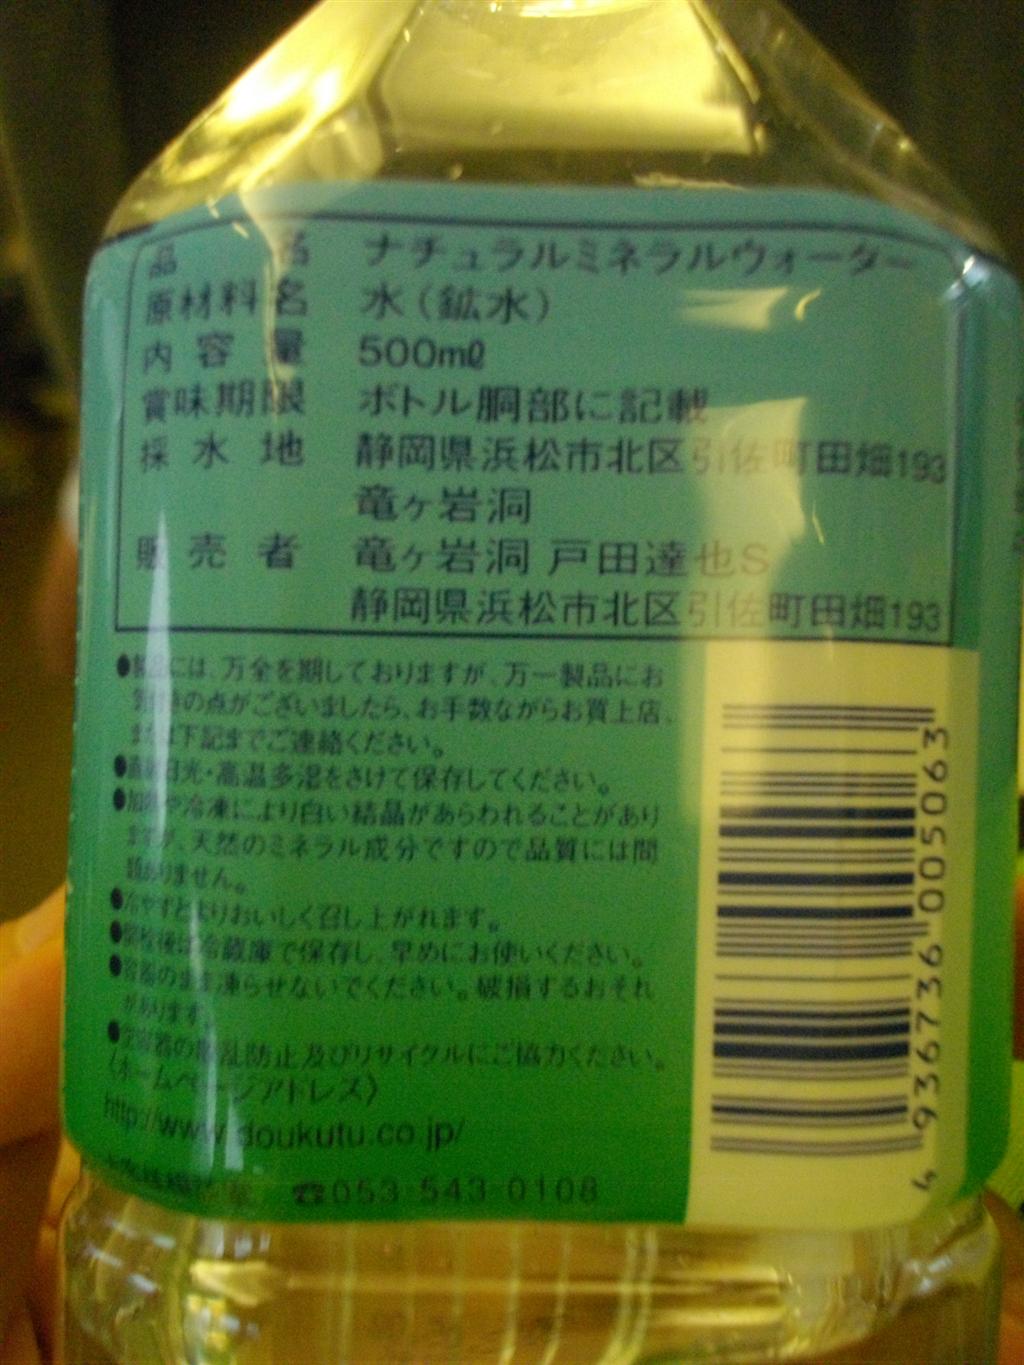 品名 ナチュラルミネラルウォーター
原材料名 水（鉱水）
内容量 500mℓ
賞味期限 ボトル胴部に記載
採水地 静岡県浜松市北区引佐町田畑193
竜ヶ岩洞
販売者 竜ヶ岩洞 戸田達也S
静岡県浜松市北区引佐町田畑193
●製品には、万全を期しておりますが、万一製品にお
気付きの点がございましたら、お手数ながらお買上店、
または下記までご連絡ください。
●直射日光・高温多湿をさけて保存してください。
●加熱や冷凍により白い結晶があらわれることがあり
ますが、天然のミネラル成分ですので品質には問
題ありません。
●冷やすとよりおいしく召し上がれます。
●開栓後は冷蔵庫で保存し、早めにお使いください。
●容器のまま凍らせないでください。破損するおそれ
があります。
●空容器の散乱防止及びリサイクルにご協力ください。
〈ホームページアドレス〉
http://www.doukutu.co.jp/
☎053-543-0108
4 936736 005063